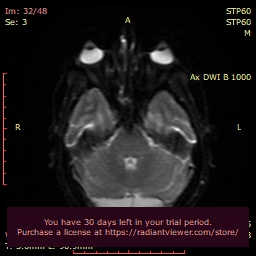 Im: 32/48
Se: 3
A
STP60
STP60
M
Ax DWI B 1000
R
L
You have 30 days left in your trial period.
Purchase a license at https://radiantviewer.com/store/